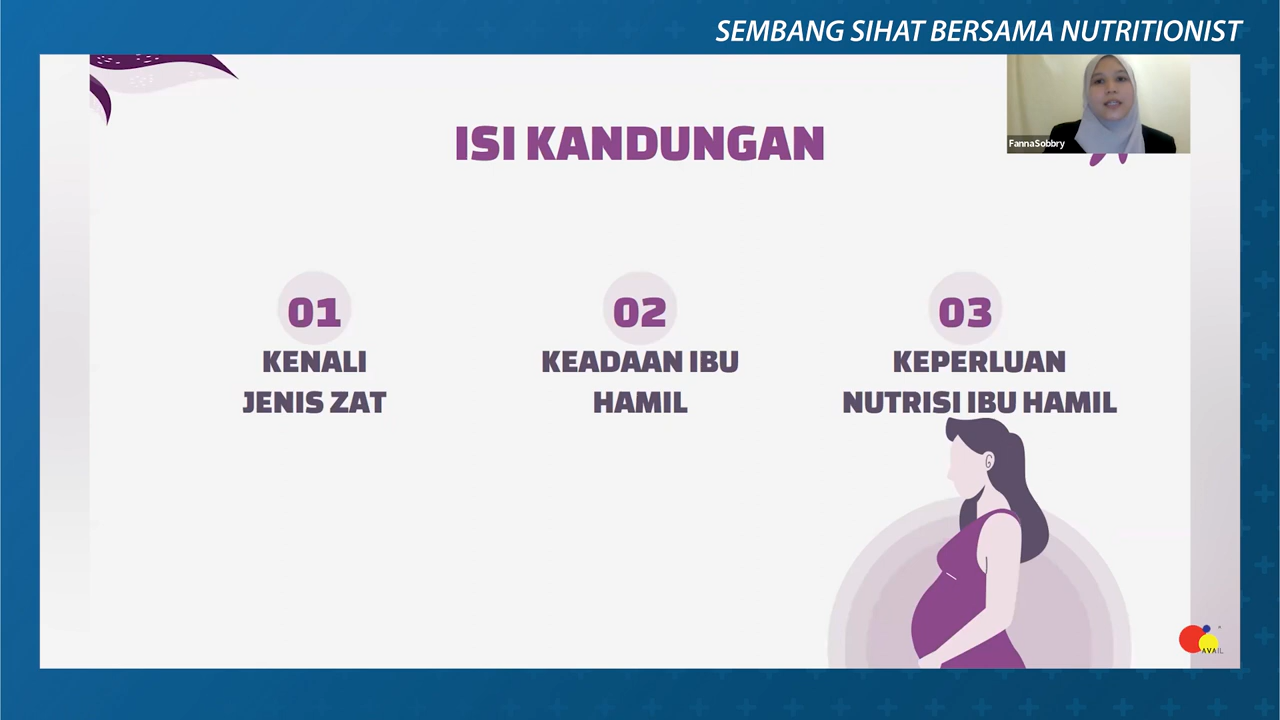 SEMBANG SIHAT BERSAMA NUTRITIONIST
ISI KANDUNGAN
FannaSobbry
01
KENALI
JENIS ZAT
02
KEADAAN IBU
HAMIL
03
KEPERLUAN
NUTRISI IBU HAMIL
AVAIL